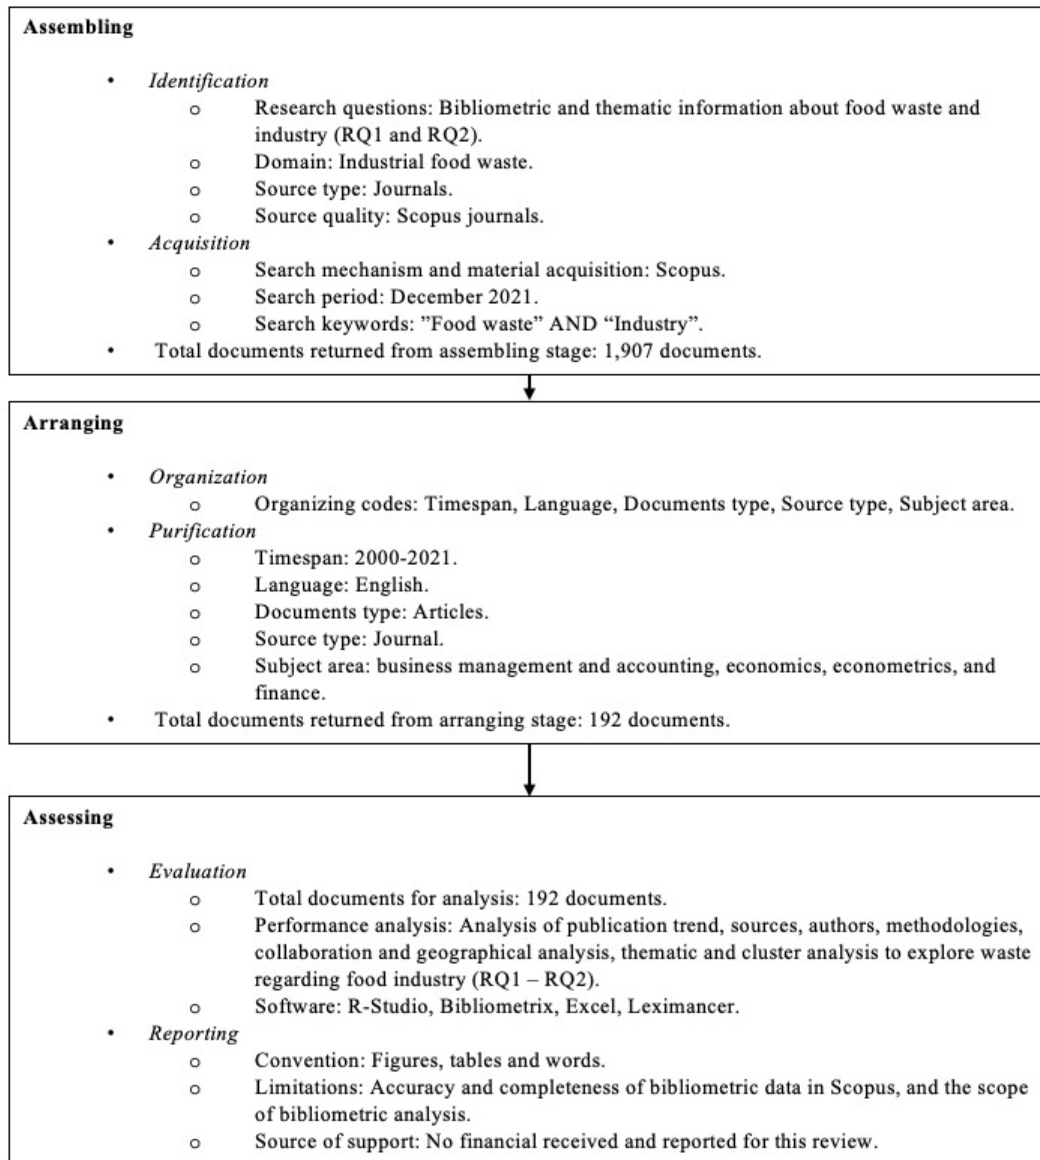 Assembling
• Identification
o Research questions: Bibliometric and thematic information about food waste and
industry (RQ1 and RQ2).
o Domain: Industrial food waste.
o Source type: Journals.
o Source quality: Scopus journals.
• Acquisition
o Search mechanism and material acquisition: Scopus.
o Search period: December 2021.
o Search keywords: ”Food waste” AND “Industry”.
• Total documents returned from assembling stage: 1,907 documents.
Arranging
• Organization
o Organizing codes: Timespan, Language, Documents type, Source type, Subject area.
• Purification
o Timespan: 2000-2021.
o Language: English.
o Documents type: Articles.
o Source type: Journal.
o Subject area: business management and accounting, economics, econometrics, and
finance.
• Total documents returned from arranging stage: 192 documents.
Assessing
• Evaluation
o Total documents for analysis: 192 documents.
o Performance analysis: Analysis of publication trend, sources, authors, methodologies,
collaboration and geographical analysis, thematic and cluster analysis to explore waste
regarding food industry (RQ1 – RQ2).
o Software: R-Studio, Bibliometrix, Excel, Leximancer.
• Reporting
o Convention: Figures, tables and words.
o Limitations: Accuracy and completeness of bibliometric data in Scopus, and the scope
of bibliometric analysis.
o Source of support: No financial received and reported for this review.